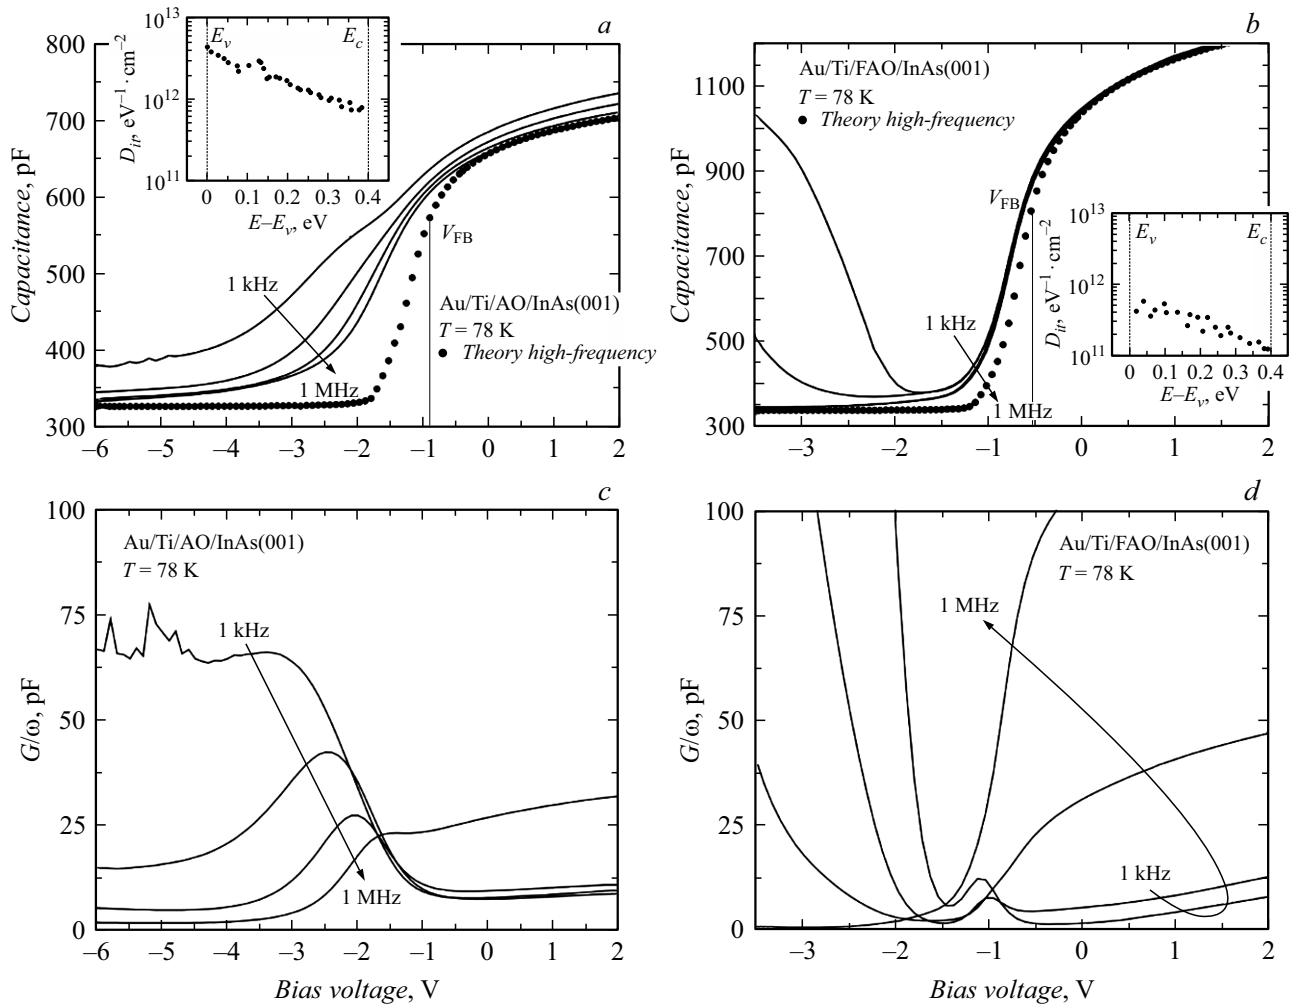 a
10^13
10^12
10^11
D_it, eV^−1 · cm^−2
E_v
E_c
0 0.1 0.2 0.3 0.4
E–E_v, eV
800
700
600
500
400
300
Capacitance, pF
V_FB
1 kHz
1 MHz
Au/Ti/AO/InAs(001)
T = 78 K
● Theory high-frequency
–6 –5 –4 –3 –2 –1 0 1 2
b
1100
900
700
500
300
Capacitance, pF
Au/Ti/FAO/InAs(001)
T = 78 K
● Theory high-frequency
V_FB
1 kHz
1 MHz
10^13
10^12
10^11
D_it, eV^−1 · cm^−2
E_v
E_c
0 0.1 0.2 0.3 0.4
E–E_v, eV
–3 –2 –1 0 1 2
c
100
75
50
25
0
G/ω, pF
Au/Ti/AO/InAs(001)
T = 78 K
1 kHz
1 MHz
–6 –5 –4 –3 –2 –1 0 1 2
Bias voltage, V
d
100
75
50
25
0
G/ω, pF
Au/Ti/FAO/InAs(001)
T = 78 K
1 MHz
1 kHz
–3 –2 –1 0 1 2
Bias voltage, V